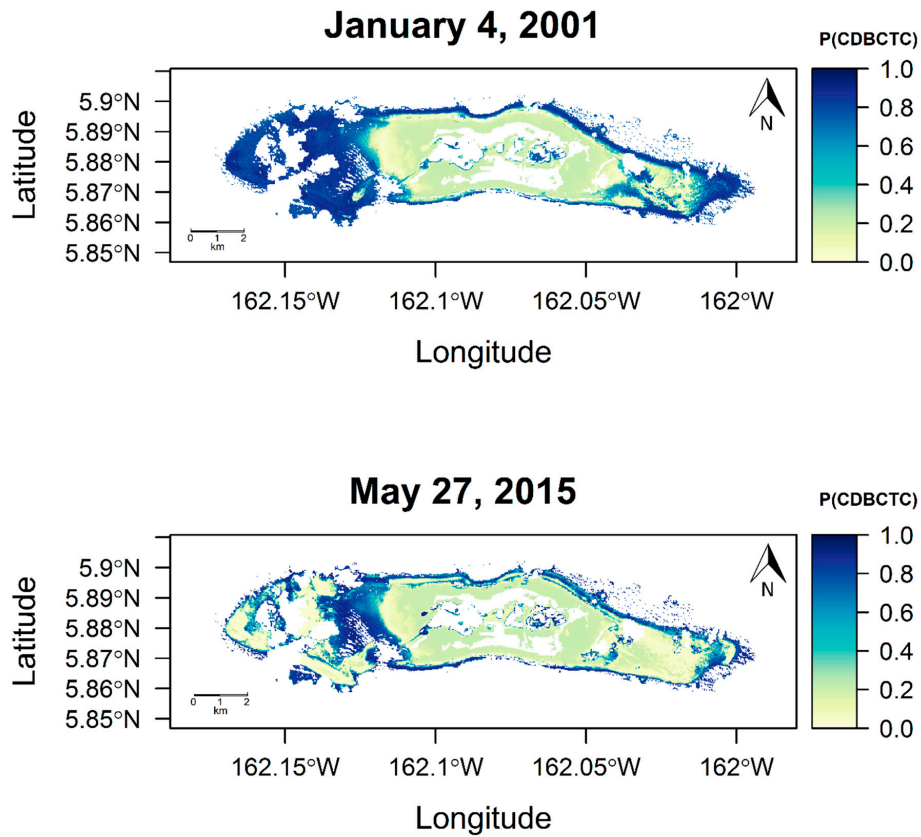 January 4, 2001
P(CDBCTC)
Latitude
5.9°N
5.89°N
5.88°N
5.87°N
5.86°N
5.85°N
0 1 2
km
N
1.0
0.8
0.6
0.4
0.2
0.0
162.15°W 162.1°W 162.05°W 162°W
Longitude
May 27, 2015
P(CDBCTC)
Latitude
5.9°N
5.89°N
5.88°N
5.87°N
5.86°N
5.85°N
0 1 2
km
N
1.0
0.8
0.6
0.4
0.2
0.0
162.15°W 162.1°W 162.05°W 162°W
Longitude